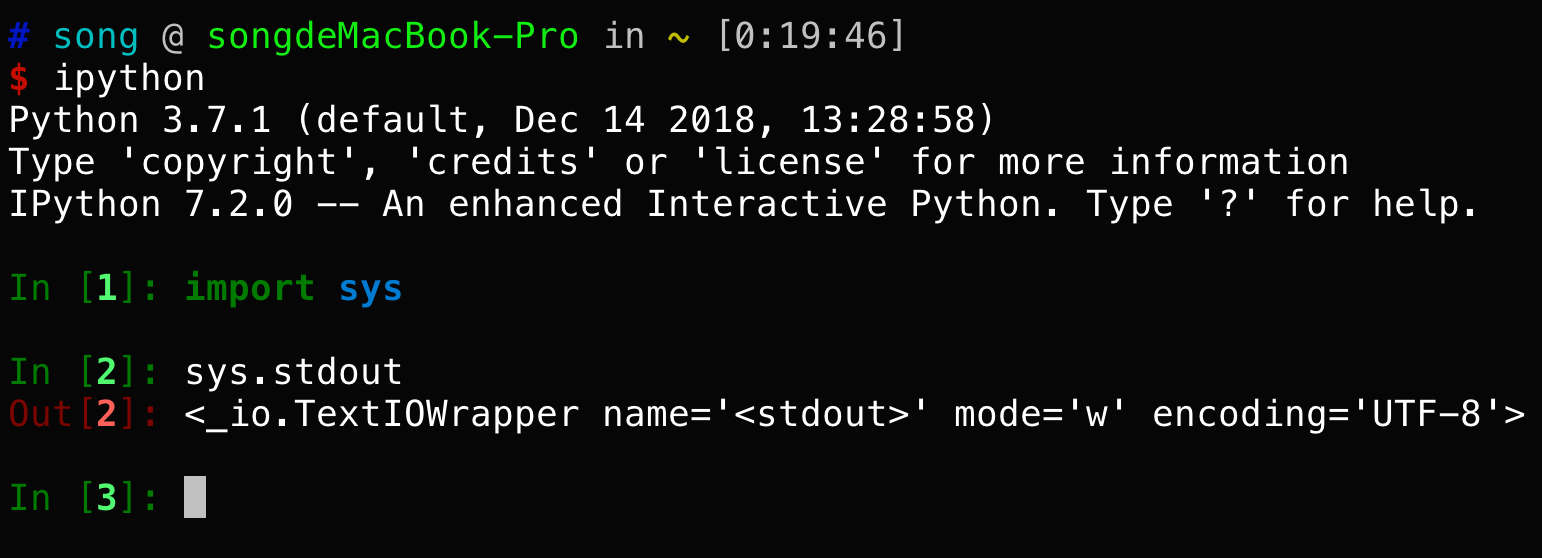 # song @ songdeMacBook-Pro in ~ [0:19:46]
$ ipython
Python 3.7.1 (default, Dec 14 2018, 13:28:58)
Type 'copyright', 'credits' or 'license' for more information
IPython 7.2.0 -- An enhanced Interactive Python. Type '?' for help.
In [1]: import sys
In [2]: sys.stdout
Out[2]: <_io.TextIOWrapper name='<stdout>' mode='w' encoding='UTF-8'>
In [3]: